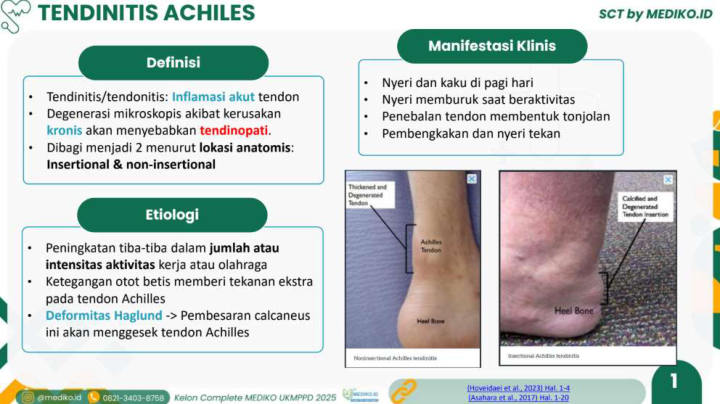 TENDINITIS ACHILES
SCT by MEDIKO.ID
Definisi
• Tendinitis/tendonitis: Inflamasi akut tendon
• Degenerasi mikroskopis akibat kerusakan
kronis akan menyebabkan tendinopati.
• Dibagi menjadi 2 menurut lokasi anatomis:
Insertional & non-insertional
Etiologi
• Peningkatan tiba-tiba dalam jumlah atau
intensitas aktivitas kerja atau olahraga
• Ketegangan otot betis memberi tekanan ekstra
pada tendon Achilles
• Deformitas Haglund -> Pembesaran calcaneus
ini akan menggesek tendon Achilles
Manifestasi Klinis
• Nyeri dan kaku di pagi hari
• Nyeri memburuk saat beraktivitas
• Penebalan tendon membentuk tonjolan
• Pembengkakan dan nyeri tekan
Thickened and
Degenerated
Tendon
Achilles
Tendon
Heel Bone
Noninsertional Achilles tendinitis
Calcified and
Degenerated
Tendon Insertion
Heel Bone
Insertional Achilles tendinitis
@mediko.id
0821-3403-8758
Kelon Complete MEDIKO UKMPPD 2025
MEDIKO.ID
(Hoveidaei et al., 2023) Hal. 1-4
(Asahara et al., 2017) Hal. 1-20
1